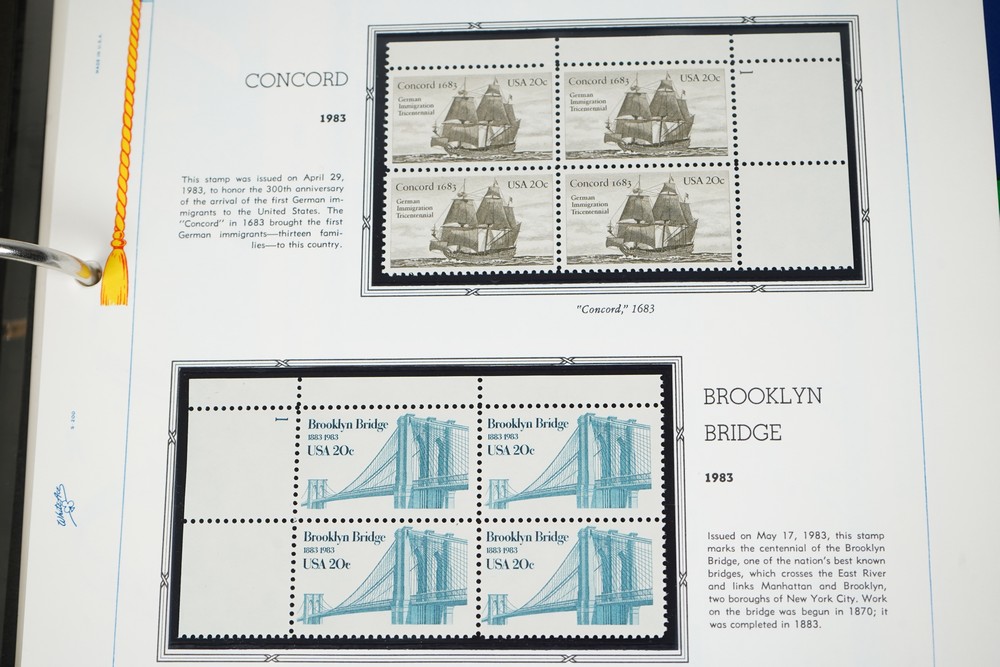 MADE IN U.S.A.
CONCORD
1983
This stamp was issued on April 29,
1983, to honor the 300th anniversary
of the arrival of the first German im-
migrants to the United States. The
"Concord" in 1683 brought the first
German immigrants—thirteen fami-
lies—to this country.
Concord 1683 USA 20c
German
Immigration
Tricentennial
Concord 1683 USA 20c
German
Immigration
Tricentennial
1
Concord 1683 USA 20c
German
Immigration
Tricentennial
Concord 1683 USA 20c
German
Immigration
Tricentennial
"Concord," 1683
1
Brooklyn Bridge
1883 1983
USA 20c
Brooklyn Bridge
1883 1983
USA 20c
Brooklyn Bridge
1883 1983
USA 20c
Brooklyn Bridge
1883 1983
USA 20c
BROOKLYN
BRIDGE
1983
Issued on May 17, 1983, this stamp
marks the centennial of the Brooklyn
Bridge, one of the nation's best known
bridges, which crosses the East River
and links Manhattan and Brooklyn,
two boroughs of New York City. Work
on the bridge was begun in 1870; it
was completed in 1883.
White Ace